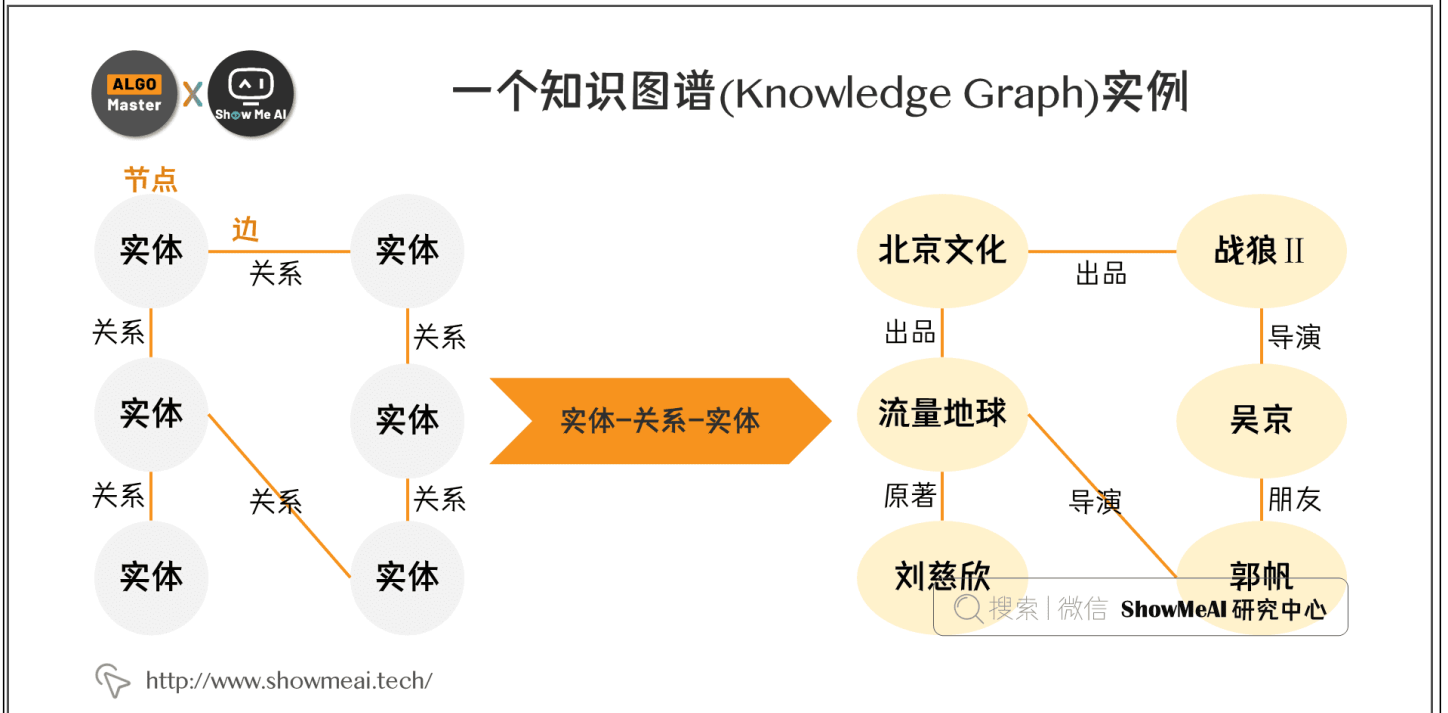 ALGO
Master
X
Show Me AI
一个知识图谱(Knowledge Graph)实例
节点
实体
边
关系
实体
关系
关系
实体
实体
关系
关系
关系
实体
实体
实体-关系-实体
北京文化
出品
战狼Ⅱ
出品
导演
流量地球
吴京
原著
导演
朋友
刘慈欣
郭帆
搜索|微信 ShowMeAI 研究中心
http://www.showmeai.tech/